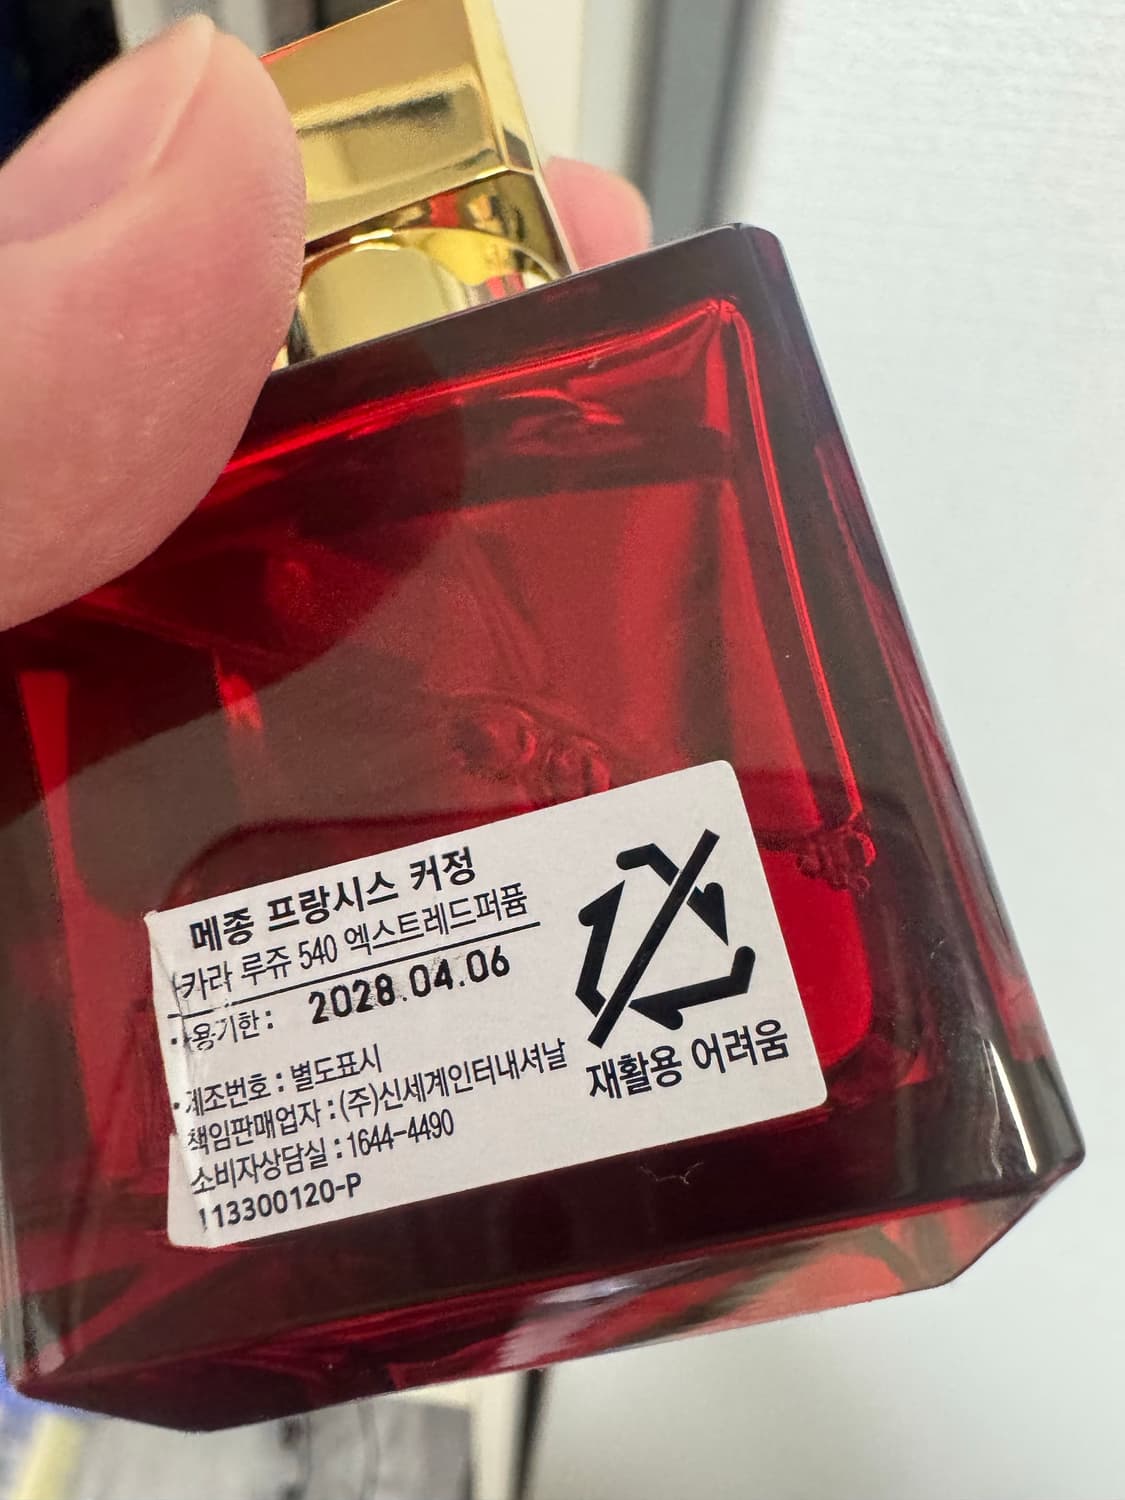 메종 프랑시스 커정
카라 루쥬 540 엑스트레드퍼퓸
사용기한 : 2028.04.06
제조번호 : 별도표시
책임판매업자 : (주)신세계인터내셔날
소비자상담실 : 1644-4490
113300120-P
재활용 어려움